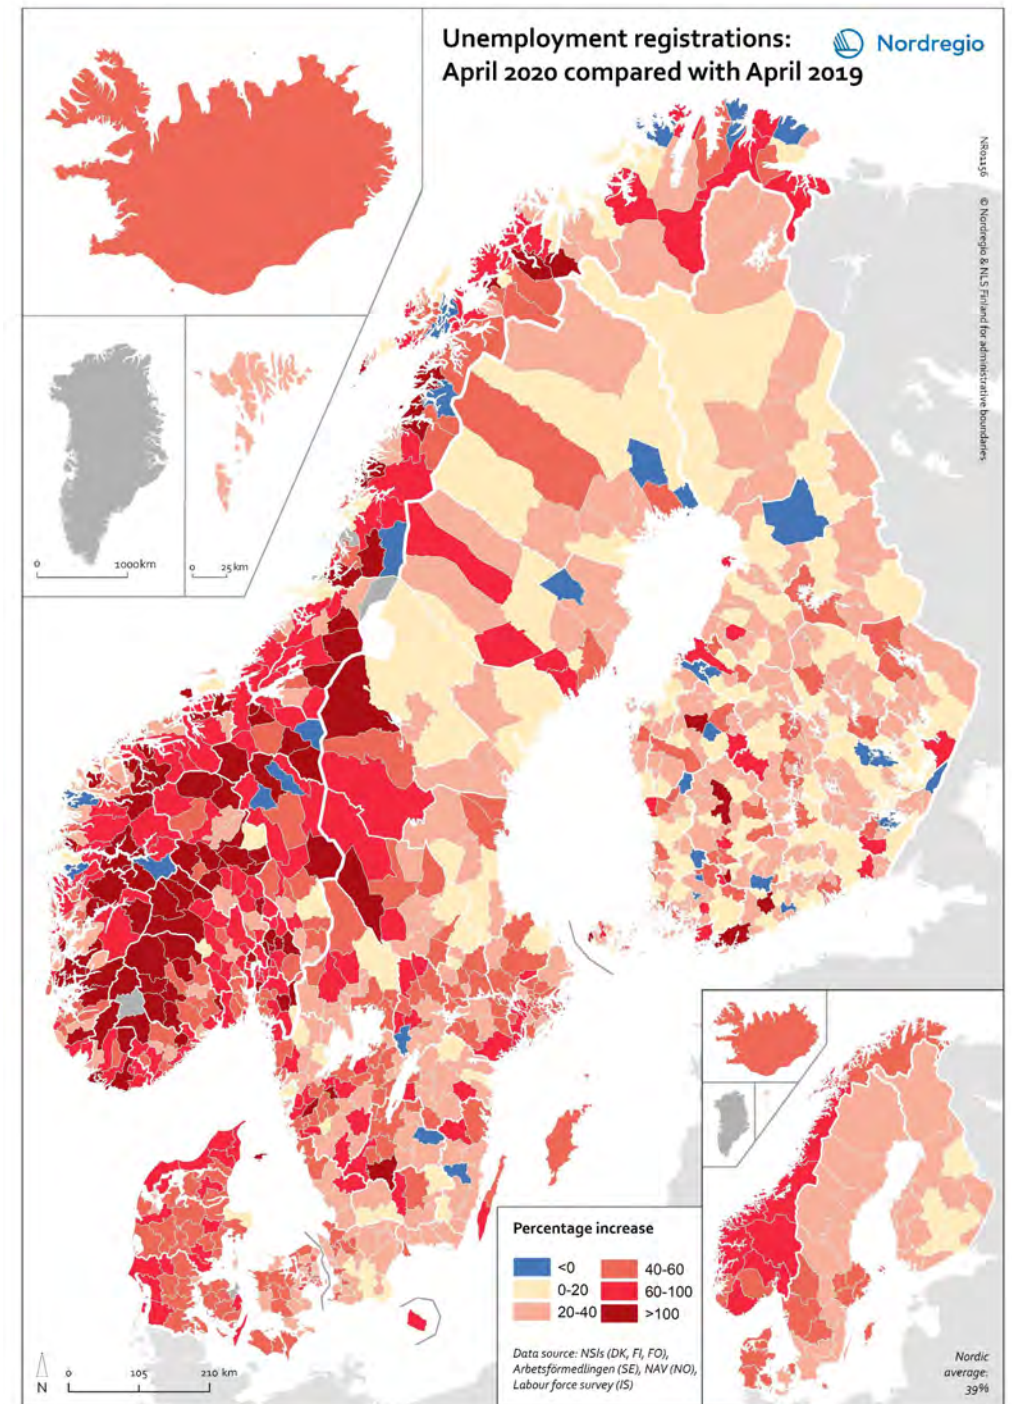 Unemployment registrations:
April 2020 compared with April 2019
Nordregio
NR01156 © Nordregio & NLS Finland for administrative boundaries
0 1000km
0 25km
Percentage increase
<0
0-20
20-40
40-60
60-100
>100
Data source: NSIs (DK, FI, FO),
Arbetsförmedlingen (SE), NAV (NO),
Labour force survey (IS)
Nordic
average:
39%
N
0 105 210 km